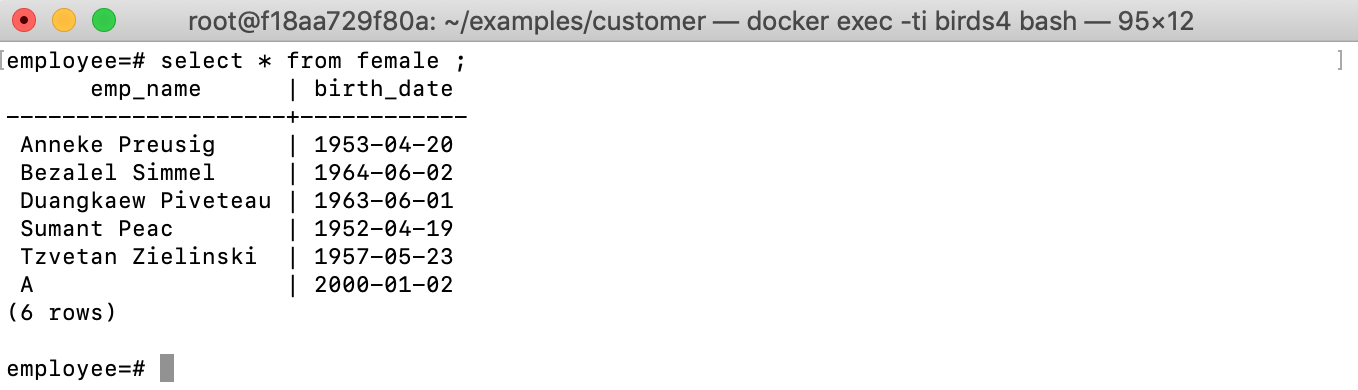 root@f18aa729f80a: ~/examples/customer — docker exec -ti birds4 bash — 95×12
[employee=# select * from female ;                                                              ]
      emp_name      | birth_date
--------------------+------------
 Anneke Preusig     | 1953-04-20
 Bezalel Simmel     | 1964-06-02
 Duangkaew Piveteau | 1963-06-01
 Sumant Peac        | 1952-04-19
 Tzvetan Zielinski  | 1957-05-23
 A                  | 2000-01-02
(6 rows)
employee=#